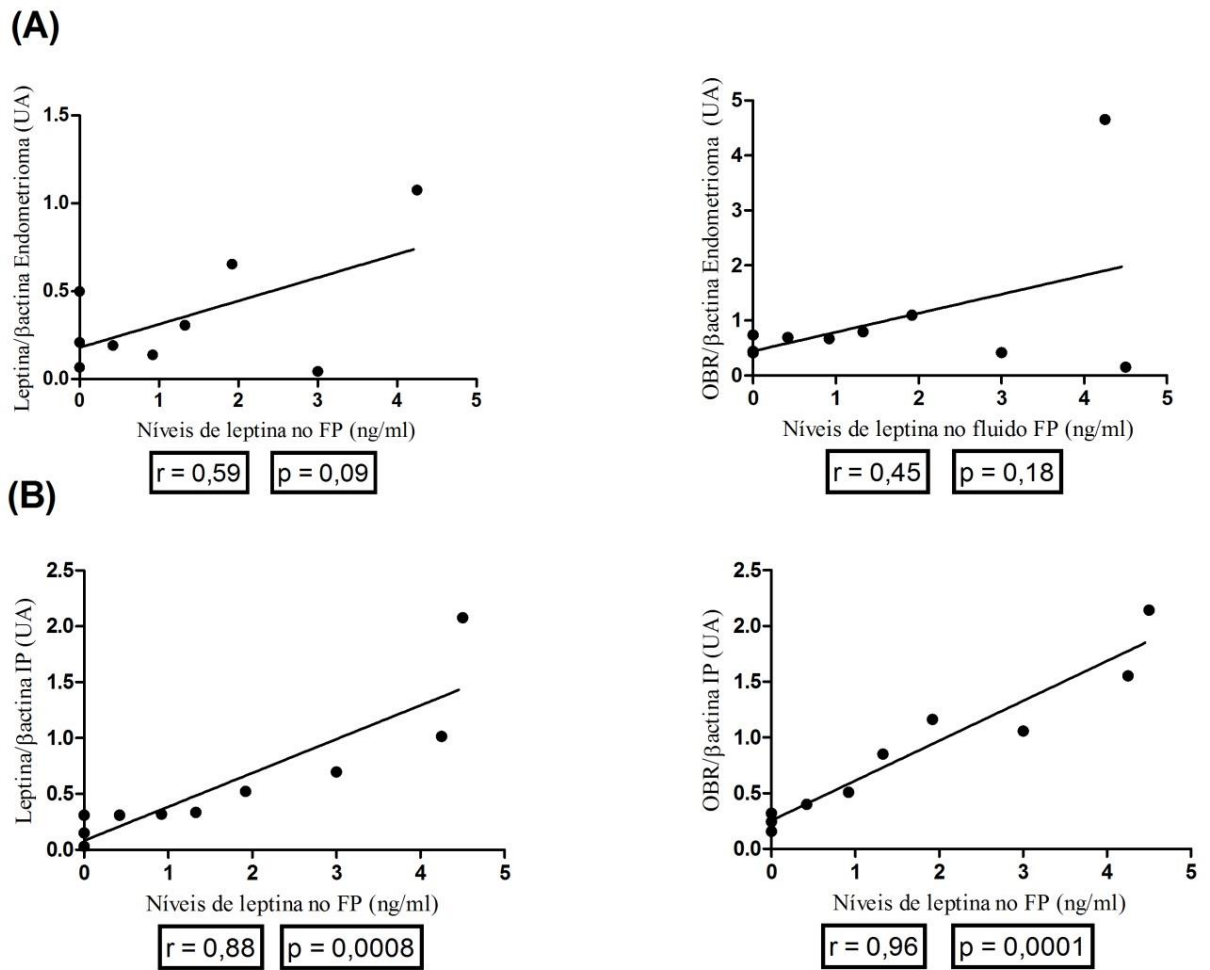 (A)
Leptina/βactina Endometrioma (UA)
1.5
1.0
0.5
0.0
0 1 2 3 4 5
Níveis de leptina no FP (ng/ml)
r = 0,59 p = 0,09
OBR/βactina Endometrioma (UA)
5
4
3
2
1
0
0 1 2 3 4 5
Níveis de leptina no fluido FP (ng/ml)
r = 0,45 p = 0,18
(B)
Leptina/βactina IP (UA)
2.5
2.0
1.5
1.0
0.5
0.0
0 1 2 3 4 5
Níveis de leptina no FP (ng/ml)
r = 0,88 p = 0,0008
OBR/βactina IP (UA)
2.5
2.0
1.5
1.0
0.5
0.0
0 1 2 3 4 5
Níveis de leptina no FP (ng/ml)
r = 0,96 p = 0,0001